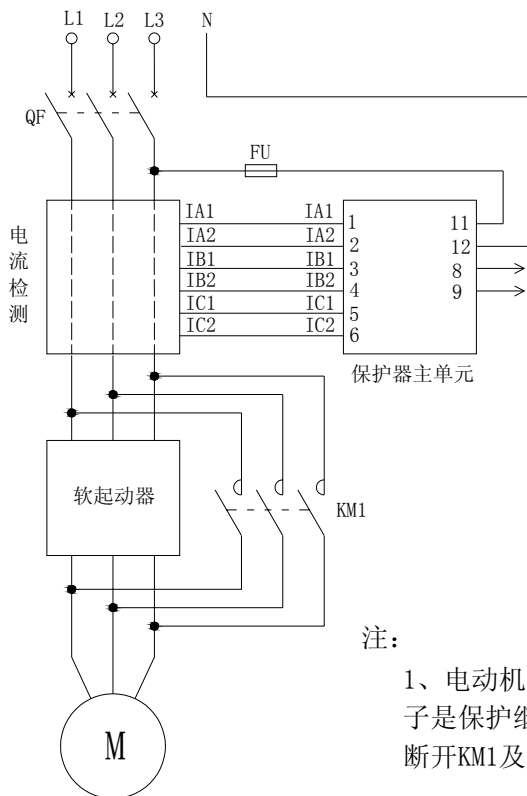 L1 L2 L3 N
QF
FU
电流检测
IA1 IA1 1 11
IA2 IA2 2 12
IB1 IB1 3 8
IB2 IB2 4 9
IC1 IC1 5
IC2 IC2 6
保护器主单元
软起动器
KM1
M
注:
1、电动机
子是保护继
断开KM1及